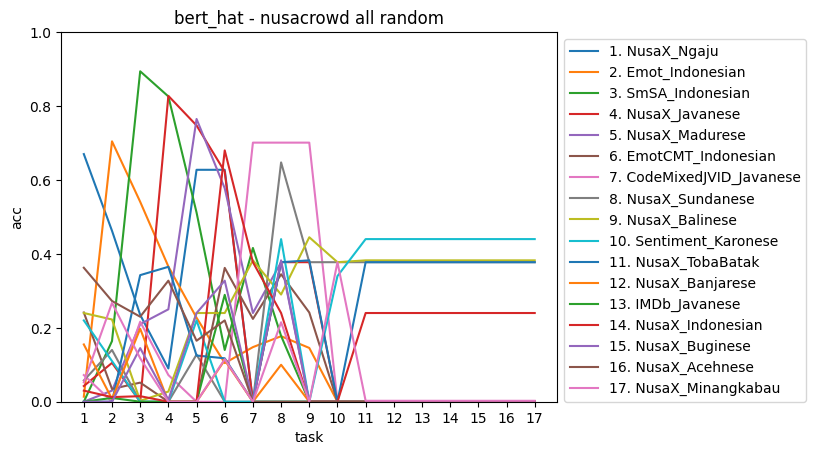 bert_hat - nusacrowd all random
1.0
0.8
0.6
0.4
0.2
0.0
acc
1 2 3 4 5 6 7 8 9 10 11 12 13 14 15 16 17
task
1. NusaX_Ngaju
2. Emot_Indonesian
3. SmSA_Indonesian
4. NusaX_Javanese
5. NusaX_Madurese
6. EmotCMT_Indonesian
7. CodeMixedJVID_Javanese
8. NusaX_Sundanese
9. NusaX_Balinese
10. Sentiment_Karonese
11. NusaX_TobaBatak
12. NusaX_Banjarese
13. IMDb_Javanese
14. NusaX_Indonesian
15. NusaX_Buginese
16. NusaX_Acehnese
17. NusaX_Minangkabau